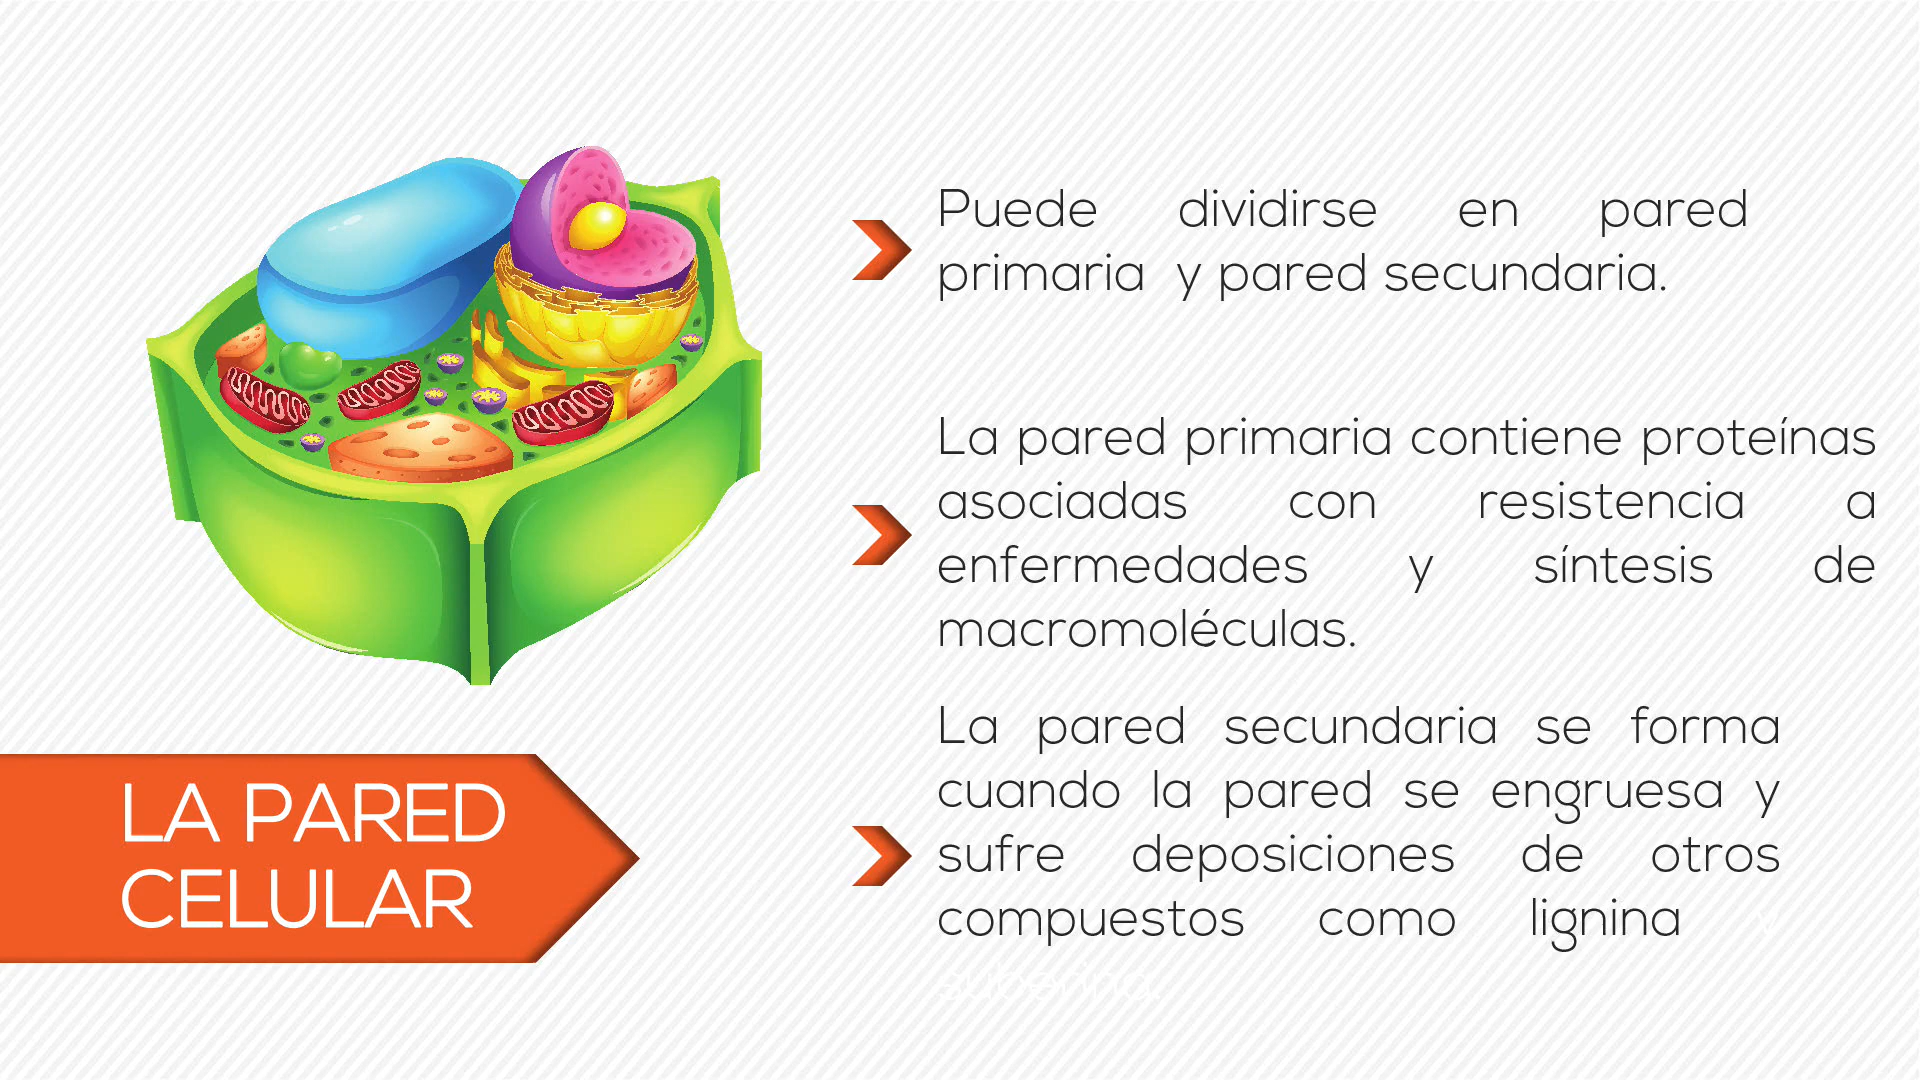 Puede dividirse en pared
primaria y pared secundaria.
La pared primaria contiene proteínas
asociadas con resistencia a
enfermedades y síntesis de
macromoléculas.
La pared secundaria se forma
cuando la pared se engruesa y
sufre deposiciones de otros
compuestos como lignina
suberina.
LA PARED
CELULAR